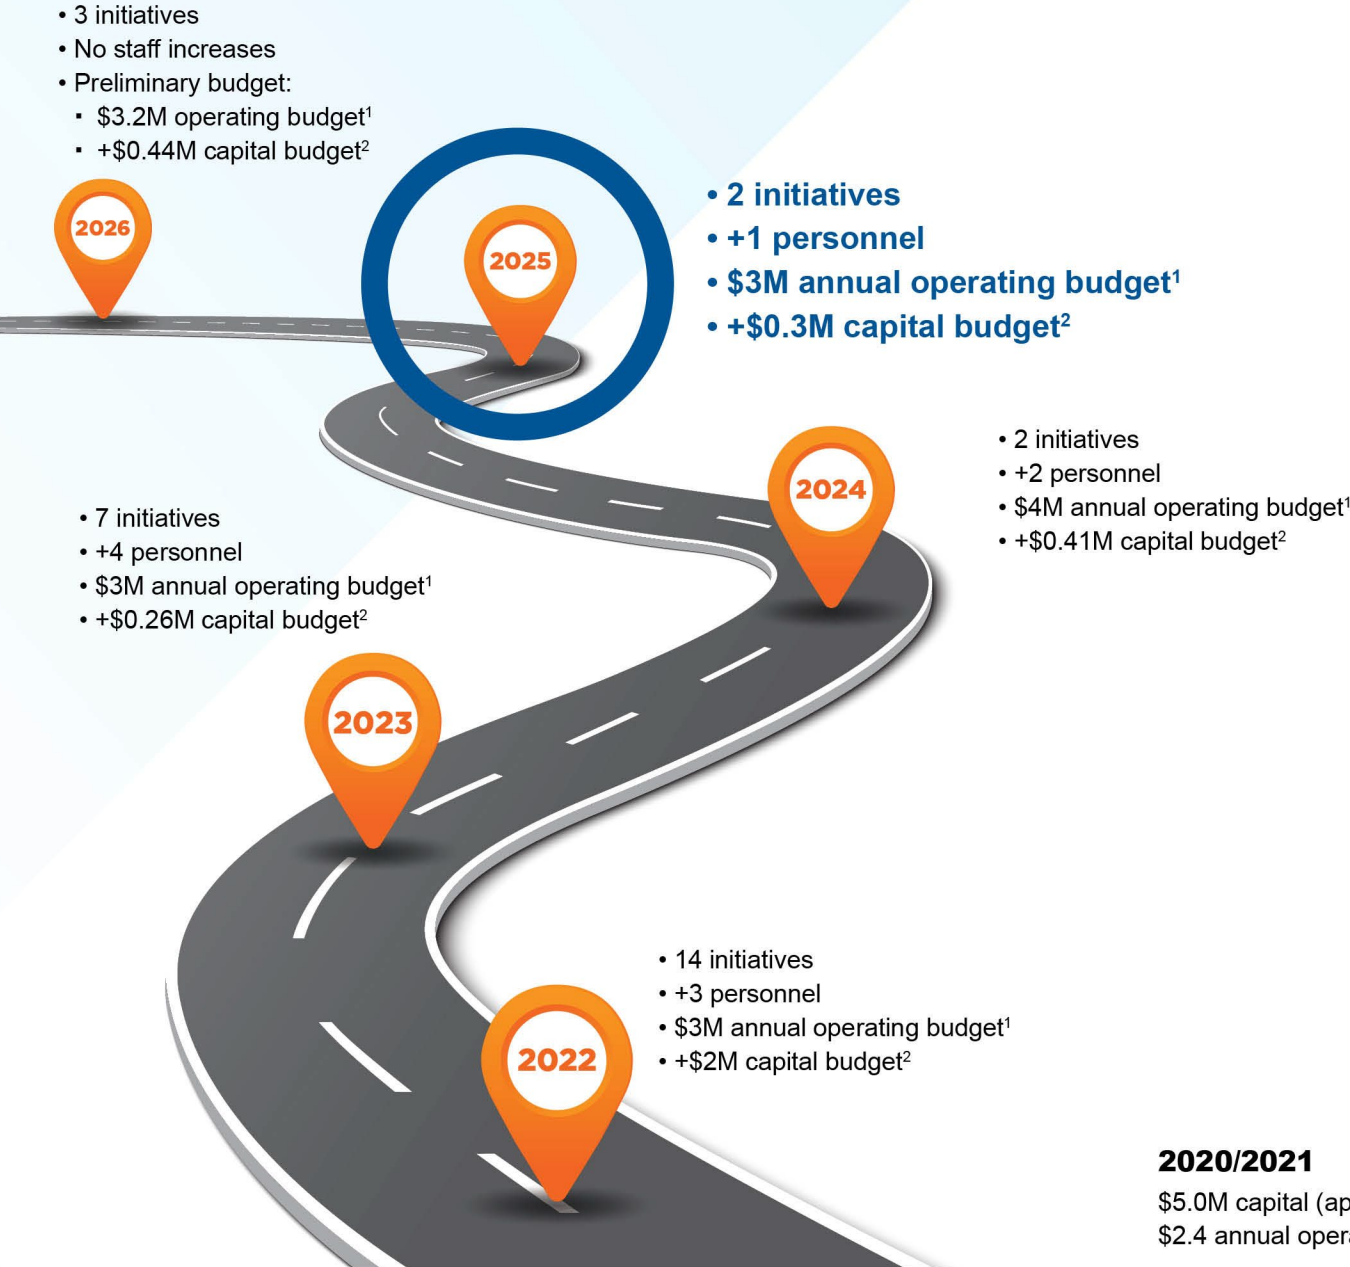 • 3 initiatives
• No staff increases
• Preliminary budget:
▪ $3.2M operating budget¹
▪ +$0.44M capital budget²
2026
2025
• 2 initiatives
• +1 personnel
• $3M annual operating budget¹
• +$0.3M capital budget²
2024
• 2 initiatives
• +2 personnel
• $4M annual operating budget¹
• +$0.41M capital budget²
• 7 initiatives
• +4 personnel
• $3M annual operating budget¹
• +$0.26M capital budget²
2023
• 14 initiatives
• +3 personnel
• $3M annual operating budget¹
• +$2M capital budget²
2022
2020/2021
$5.0M capital
$2.4 annual